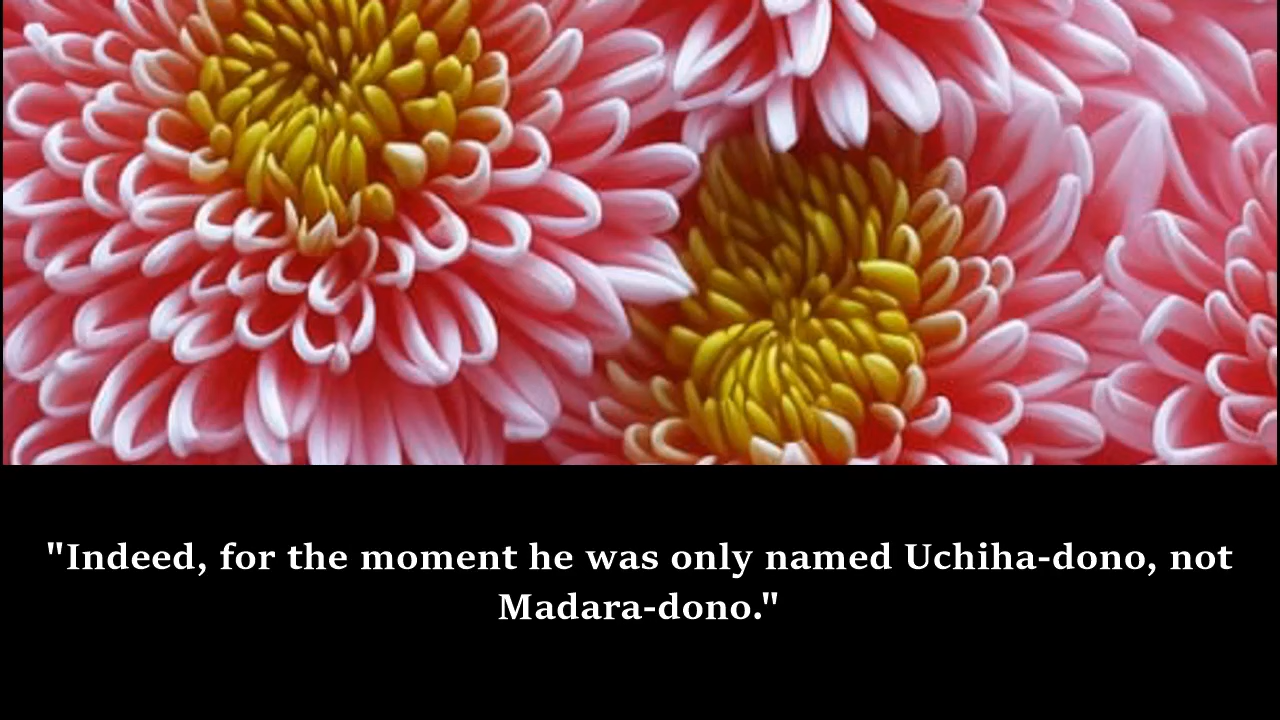 "Indeed, for the moment he was only named Uchiha-dono, not
Madara-dono."